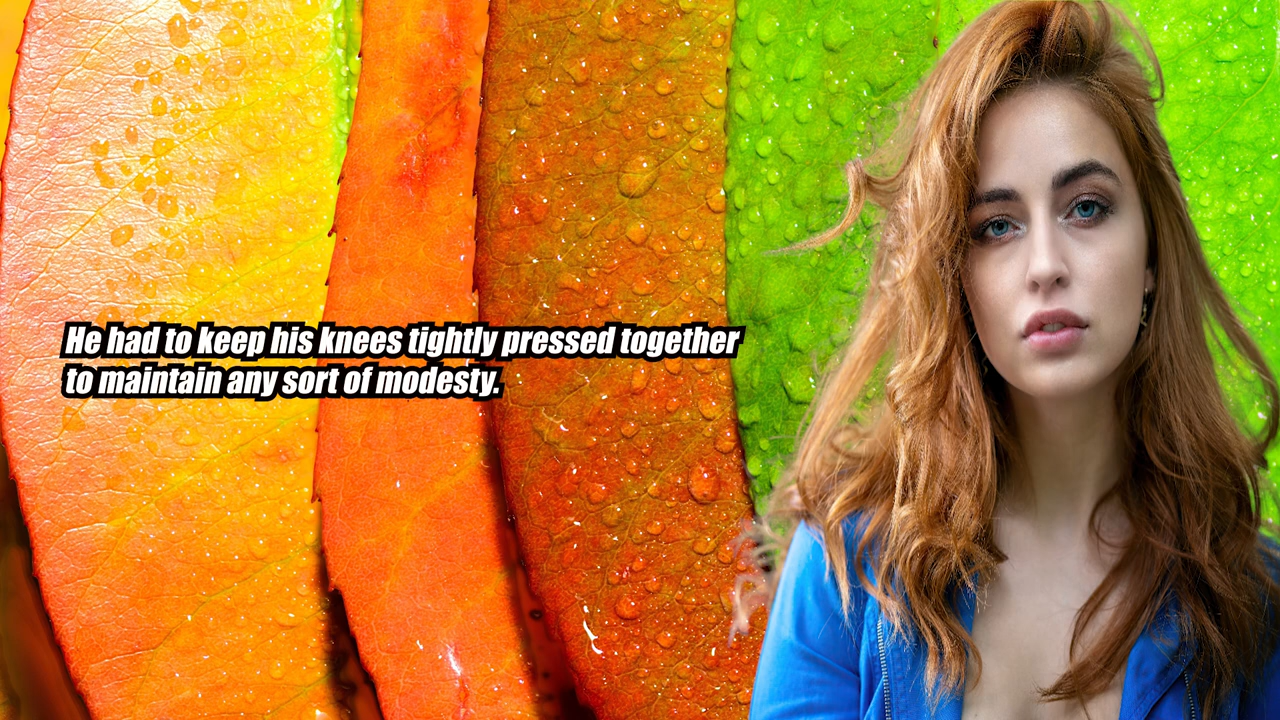 He had to keep his knees tightly pressed together
to maintain any sort of modesty.